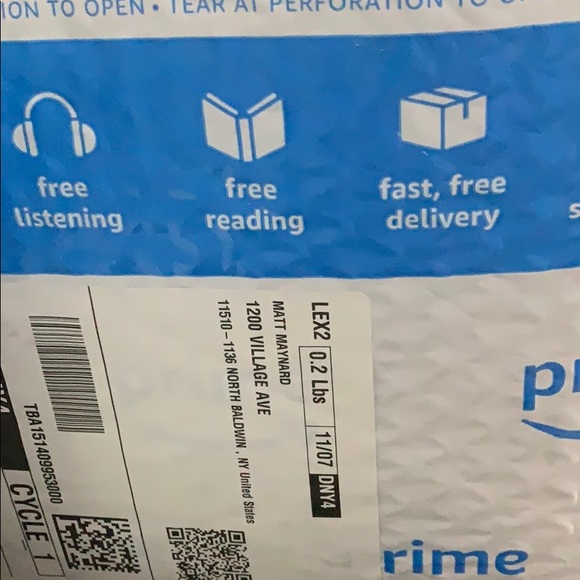 ION TO OPEN • TEAR AT PERFORATION TO
free
listening
free
reading
fast, free
delivery
s
LEX2 0.2 Lbs 11/07 DNY4
MATT MAYNARD
1200 VILLAGE AVE
11510-1136 NORTH BALDWIN , NY United States
TBA151409953000
CYCLE 1
pr
rime